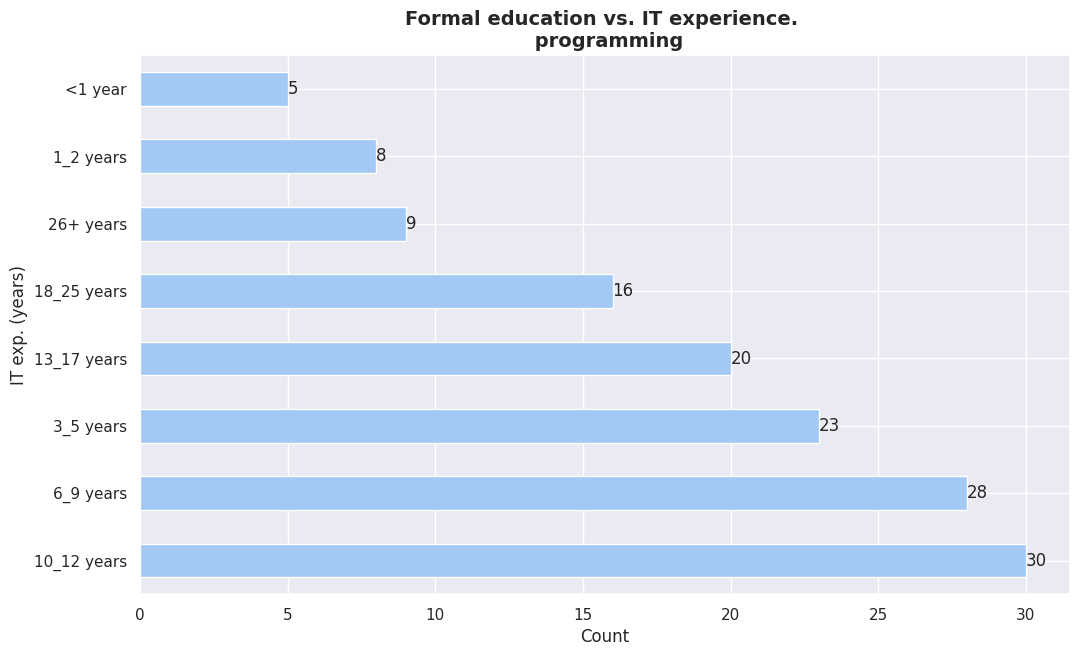 Formal education vs. IT experience.
programming
<1 year
5
1_2 years
8
26+ years
9
18_25 years
16
13_17 years
20
3_5 years
23
6_9 years
28
10_12 years
30
IT exp. (years)
0 5 10 15 20 25 30
Count